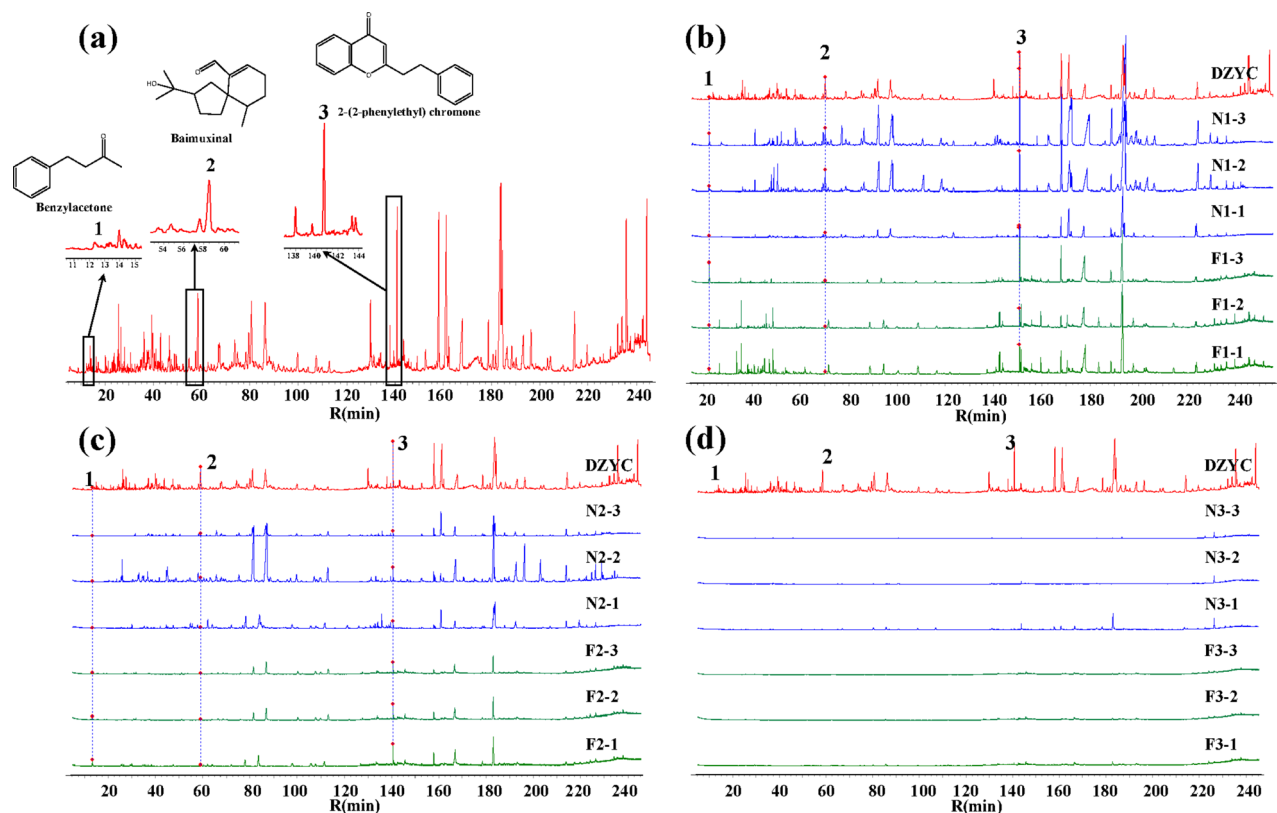 (a)
O
O
2-(2-phenylethyl) chromone
3
O
HO
Baimuxinal
2
54 56 58 60
138 140 142 144
O
Benzylacetone
1
11 12 13 14 15
20 40 60 80 100 120 140 160 180 200 220 240
R(min)
(b)
1
2
3
DZYC
N1-3
N1-2
N1-1
F1-3
F1-2
F1-1
20 40 60 80 100 120 140 160 180 200 220 240
R(min)
(c)
1
2
3
DZYC
N2-3
N2-2
N2-1
F2-3
F2-2
F2-1
20 40 60 80 100 120 140 160 180 200 220 240
R(min)
(d)
1
2
3
DZYC
N3-3
N3-2
N3-1
F3-3
F3-2
F3-1
20 40 60 80 100 120 140 160 180 200 220 240
R(min)